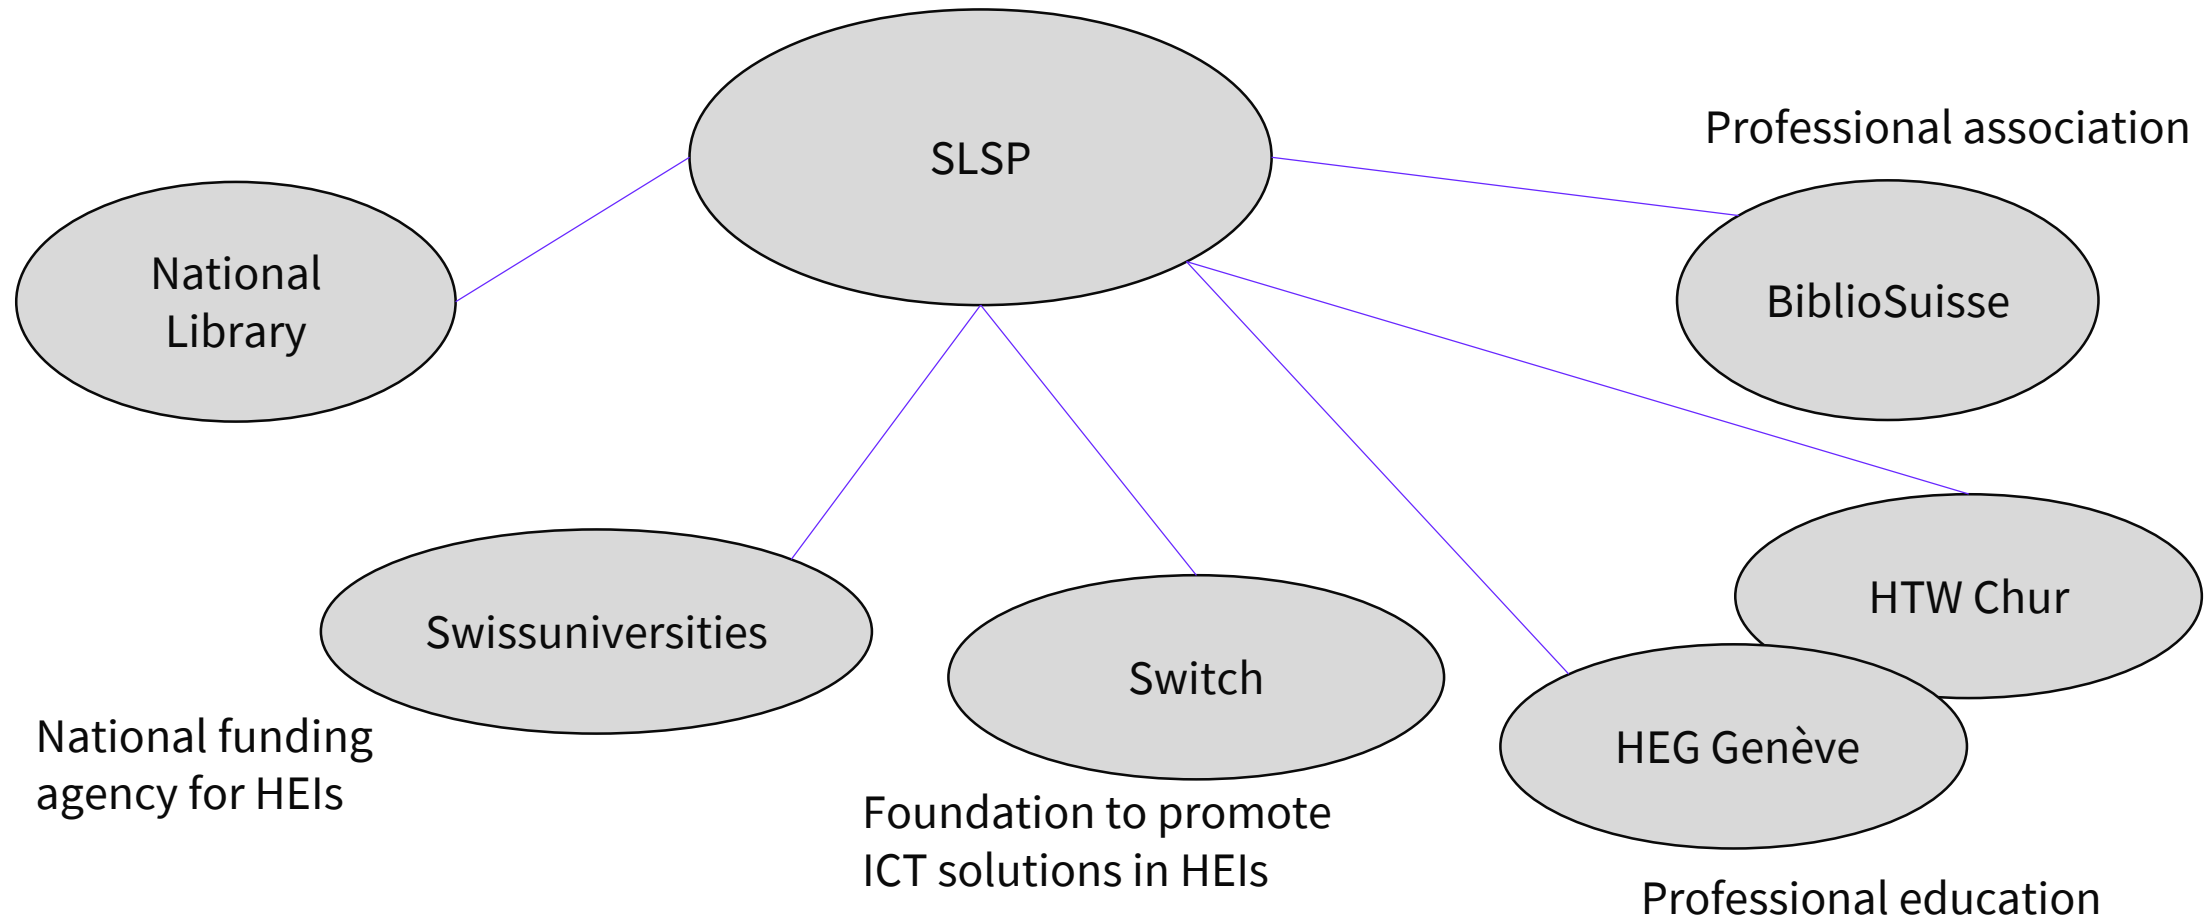 SLSP
Professional association
National
Library
BiblioSuisse
HTW Chur
Swissuniversities
Switch
HEG Genève
National funding
agency for HEIs
Foundation to promote
ICT solutions in HEIs
Professional education